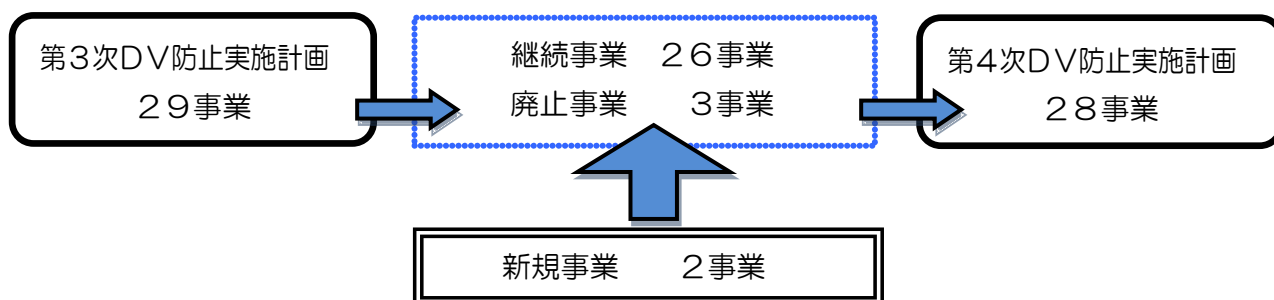 第３次ＤＶ防止実施計画
２９事業
継続事業　２６事業
廃止事業　　３事業
第４次ＤＶ防止実施計画
２８事業
新規事業　　２事業